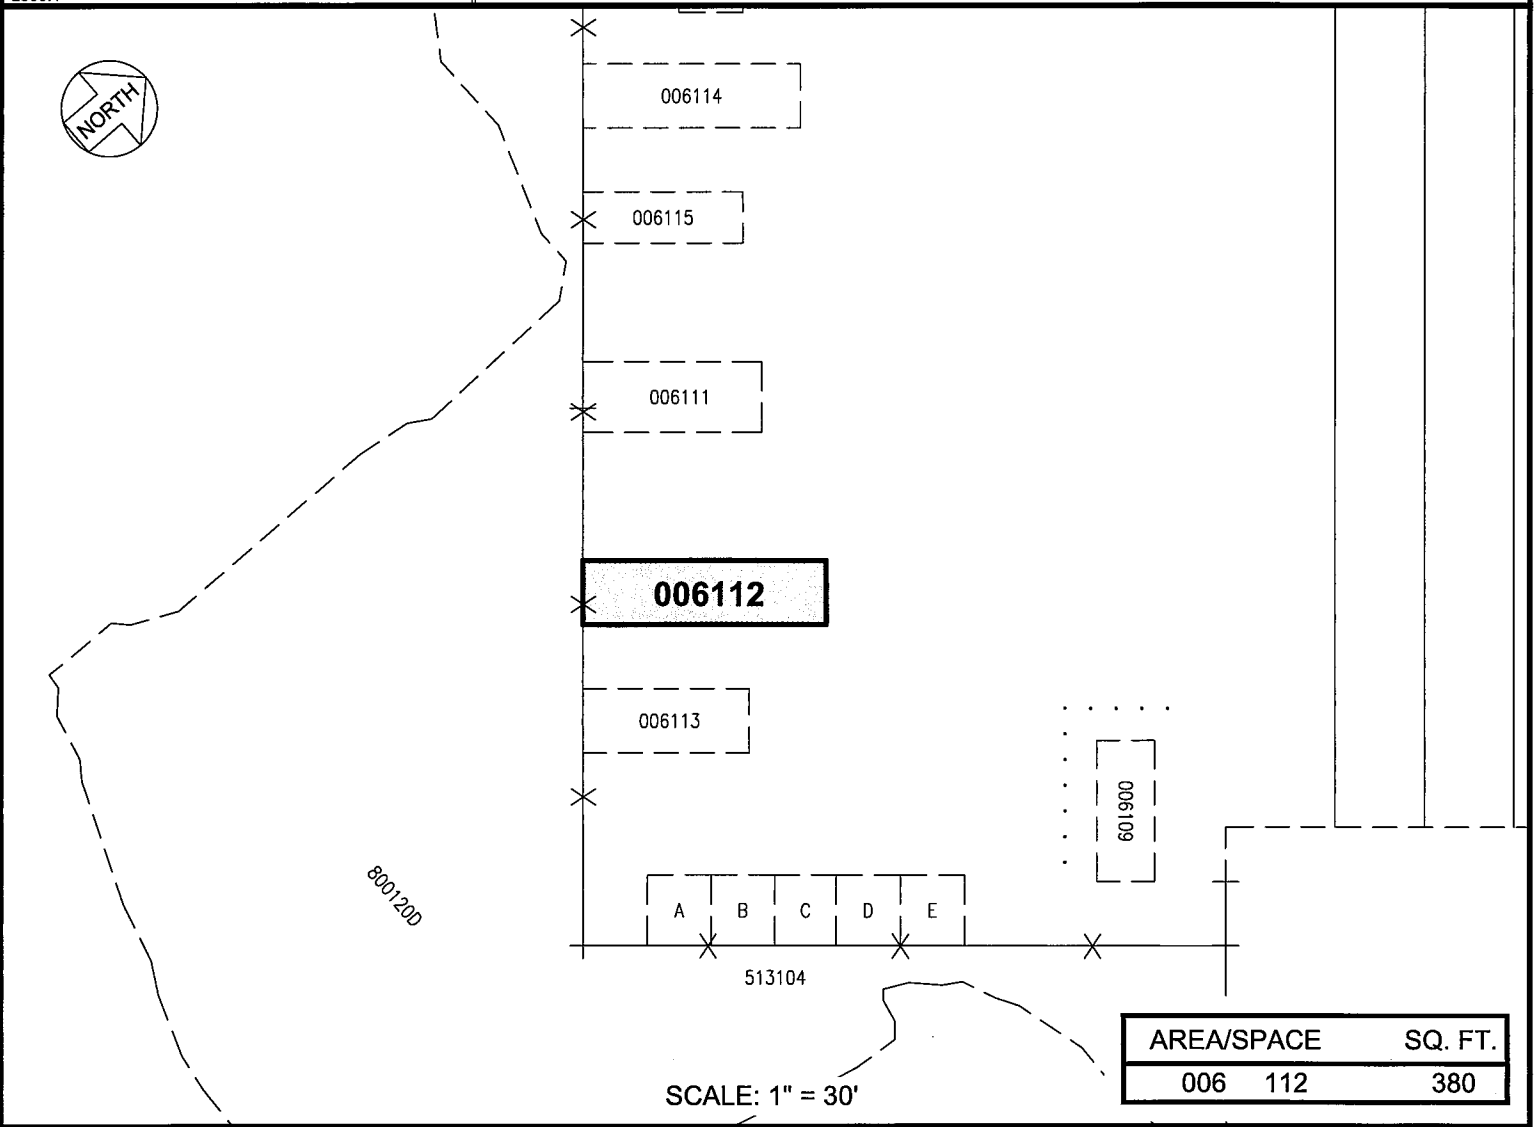 NORTH
006114
006115
006111
006112
006113
006109
A B C D E
800120D
513104
AREA/SPACE SQ. FT.
006 112 380
SCALE: 1" = 30'